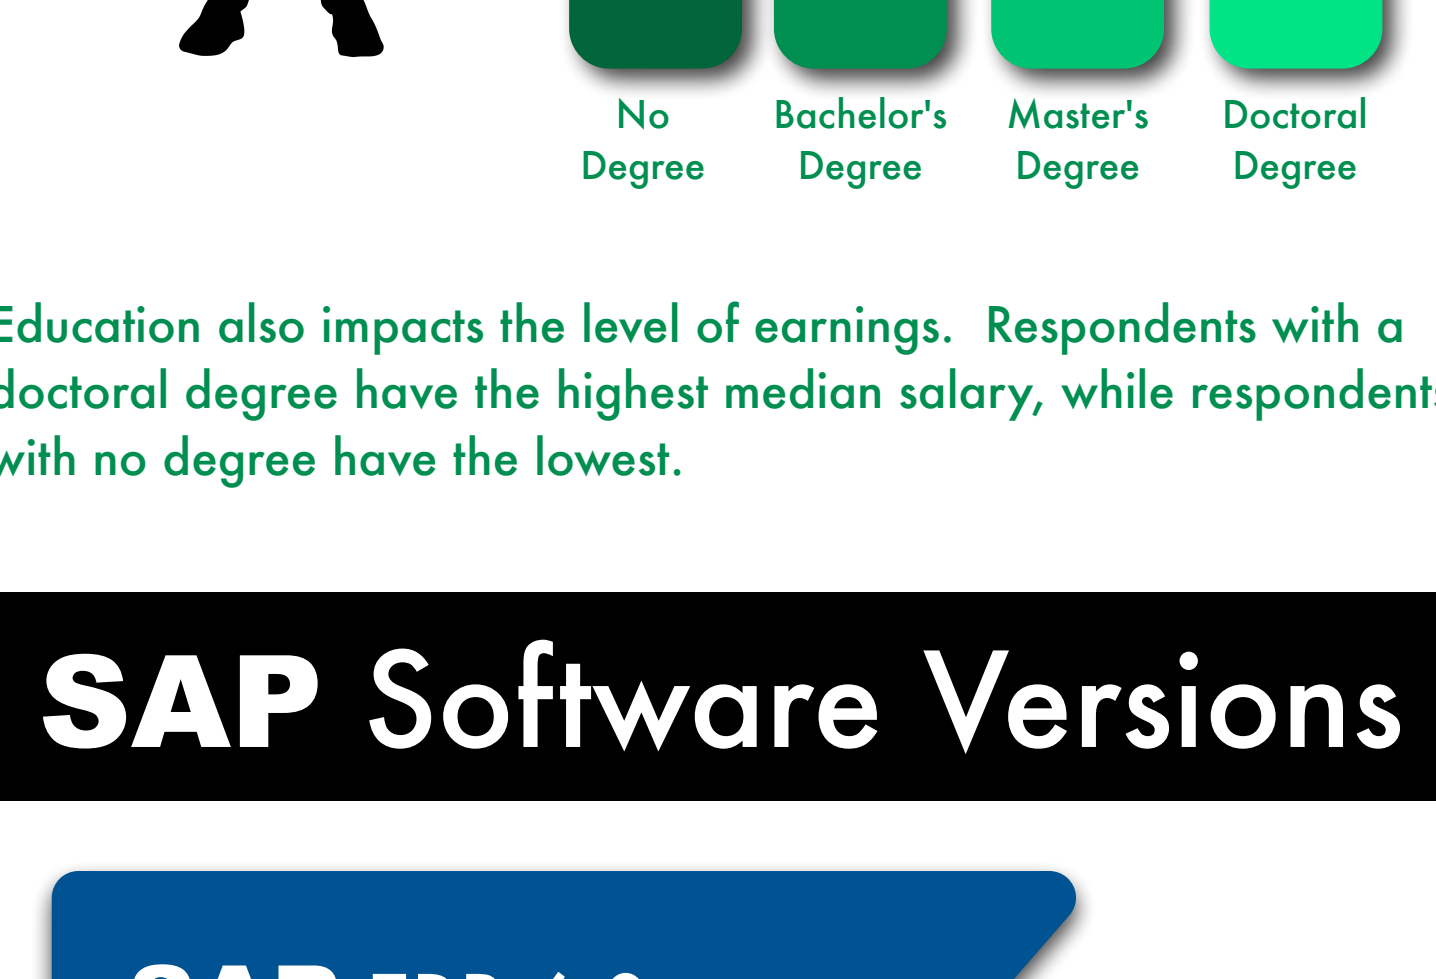 No
Degree
Bachelor's
Degree
Master's
Degree
Doctoral
Degree
Education also impacts the level of earnings.  Respondents with a
doctoral degree have the highest median salary, while respondents
with no degree have the lowest.
SAP Software Versions
SAP